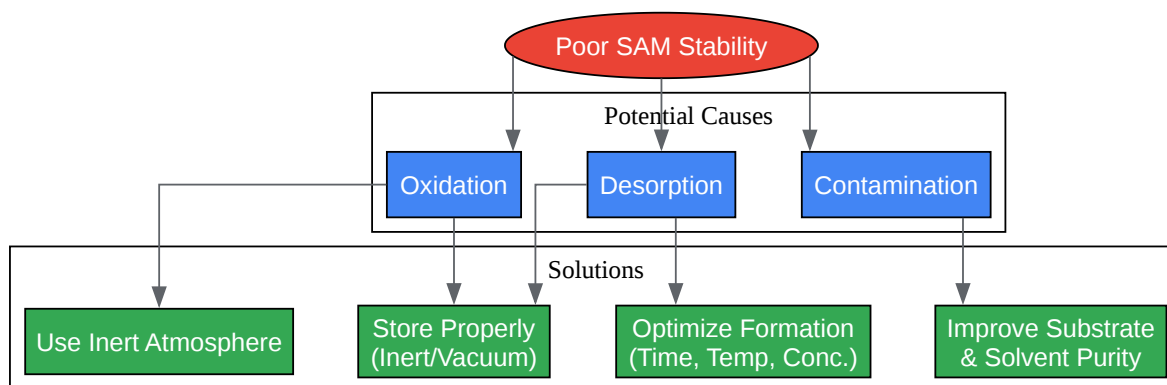 Poor SAM Stability
Potential Causes
Oxidation
Desorption
Contamination
Solutions
Use Inert Atmosphere
Store Properly
(Inert/Vacuum)
Optimize Formation
(Time, Temp, Conc.)
Improve Substrate
& Solvent Purity